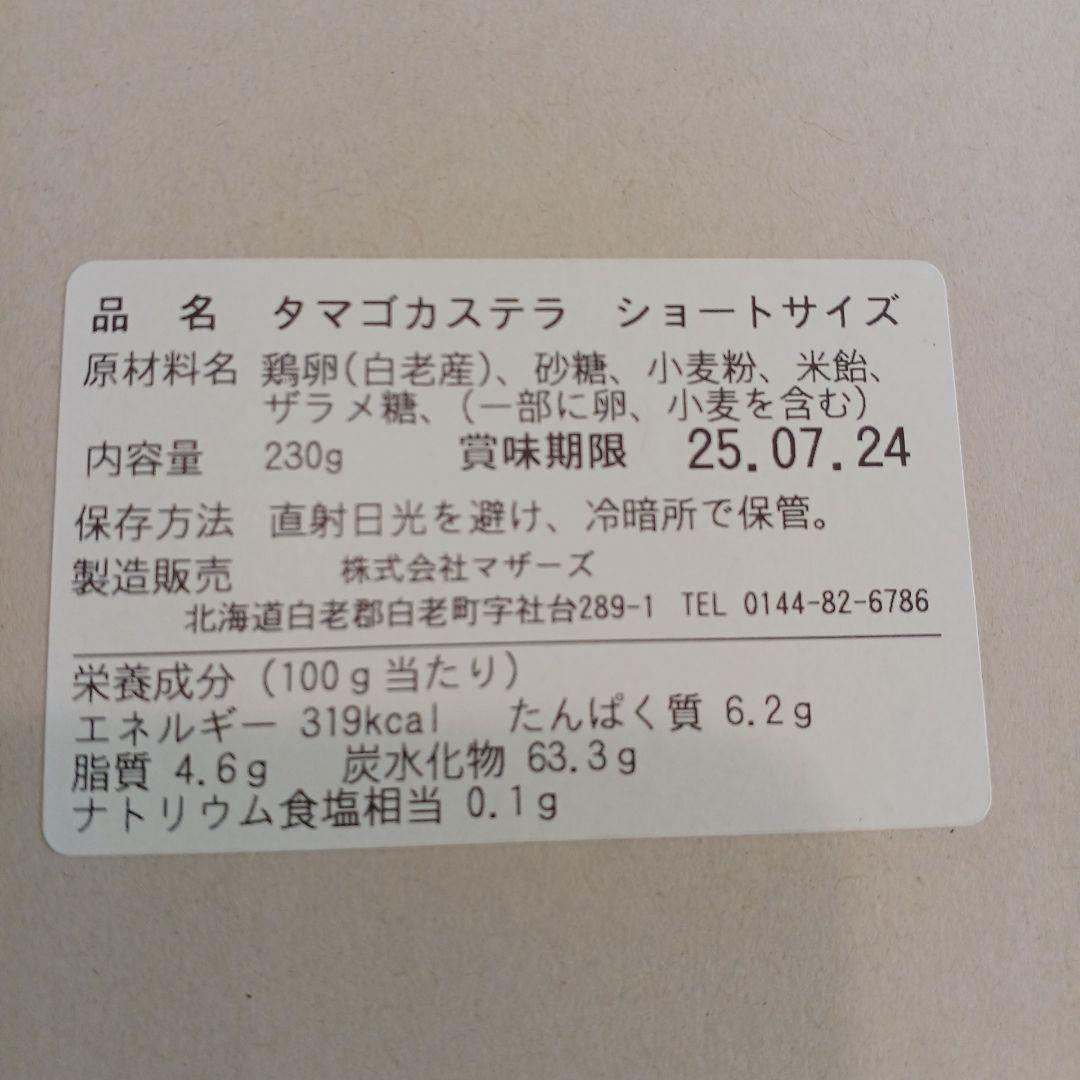 品 名 タマゴカステラ ショートサイズ
原材料名 鶏卵(白老産)、砂糖、小麦粉、米飴、
ザラメ糖、(一部に卵、小麦を含む)
内容量 230g 賞味期限 25.07.24
保存方法 直射日光を避け、冷暗所で保管。
製造販売 株式会社マザーズ
北海道白老郡白老町字社台289-1 TEL 0144-82-6786
栄養成分(100g当たり)
エネルギー 319kcal たんぱく質 6.2g
脂質 4.6g 炭水化物 63.3g
ナトリウム食塩相当 0.1g